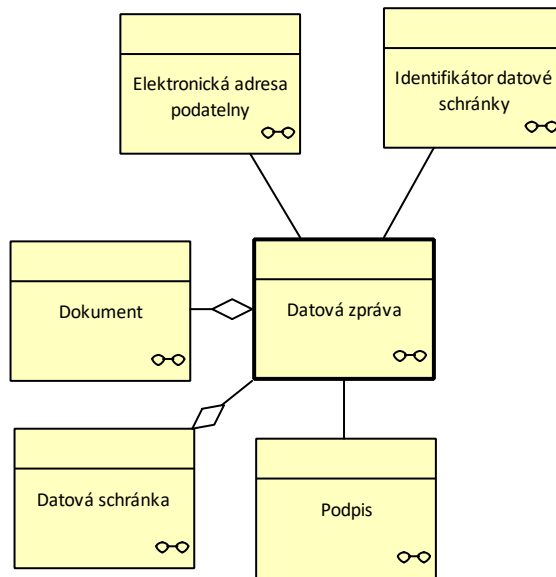 Elektronická adresa
podatelny
Identifikátor datové
schránky
Dokument
Datová zpráva
Datová schránka
Podpis